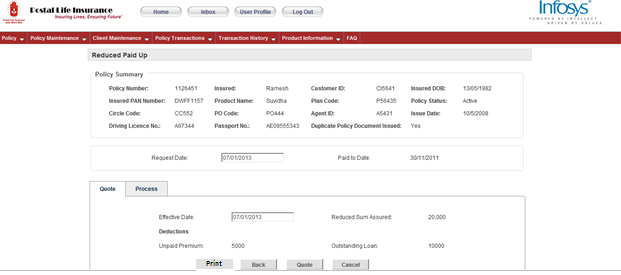 Postal Life Insurance
'Insuring Lives, Ensuring Future'
Home Inbox User Profile Log Out
Infosys
POWERED BY INTELLECT
DRIVEN BY VALUES
Policy Policy Maintenance Client Maintenance Policy Transactions Transaction History Product Information FAQ
Reduced Paid Up
Policy Summary
Policy Number: 1126451 Insured: Ramesh Customer ID: CI5641 Insured DOB: 13/05/1982
Insured PAN Number: DWFF1157 Product Name: Suvidha Plan Code: P56435 Policy Status: Active
Circle Code: CC552 PO Code: PO444 Agent ID: A5431 Issue Date: 10/5/2008
Driving Licence No.: A67344 Passport No.: AE09555343 Duplicate Policy Document Issued: Yes
Request Date: 07/01/2013 Paid to Date: 30/11/2011
Quote Process
Effective Date: 07/01/2013 Reduced Sum Assured: 20,000
Deductions
Unpaid Premium: 5000 Outstanding Loan: 10000
Print Back Quote Cancel